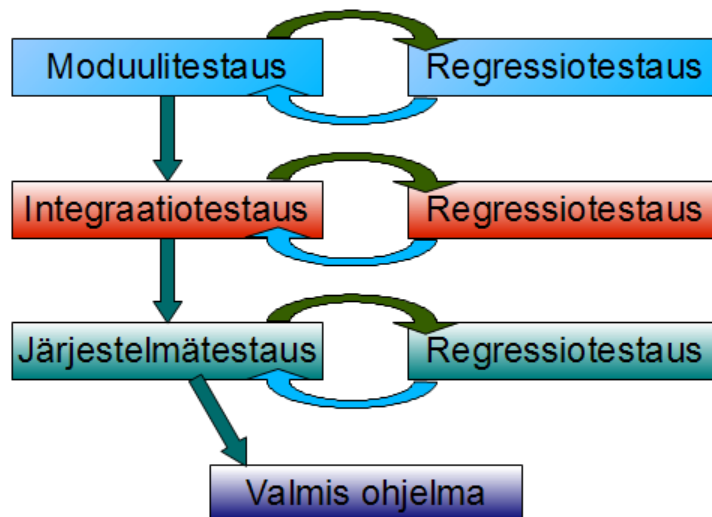 Moduulitestaus
Regressiotestaus
Integraatiotestaus
Regressiotestaus
Järjestelmätestaus
Regressiotestaus
Valmis ohjelma